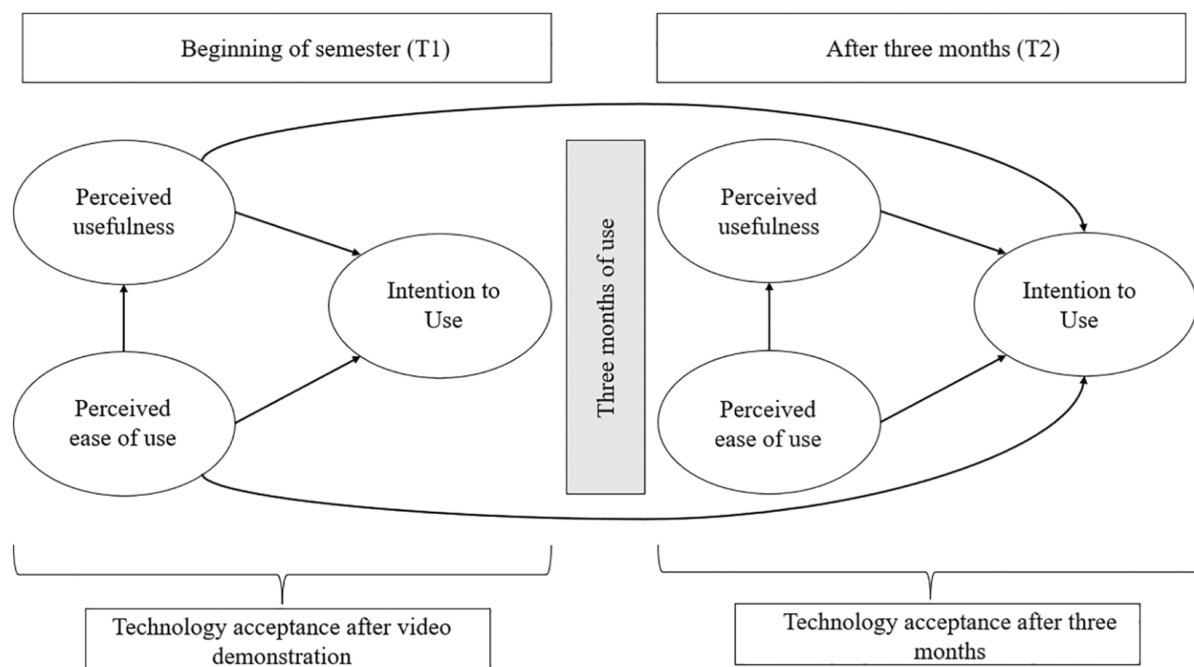 Beginning of semester (T1)
After three months (T2)
Perceived
usefulness
Intention to
Use
Perceived
ease of use
Three months of use
Perceived
usefulness
Intention to
Use
Perceived
ease of use
Technology acceptance after video
demonstration
Technology acceptance after three
months